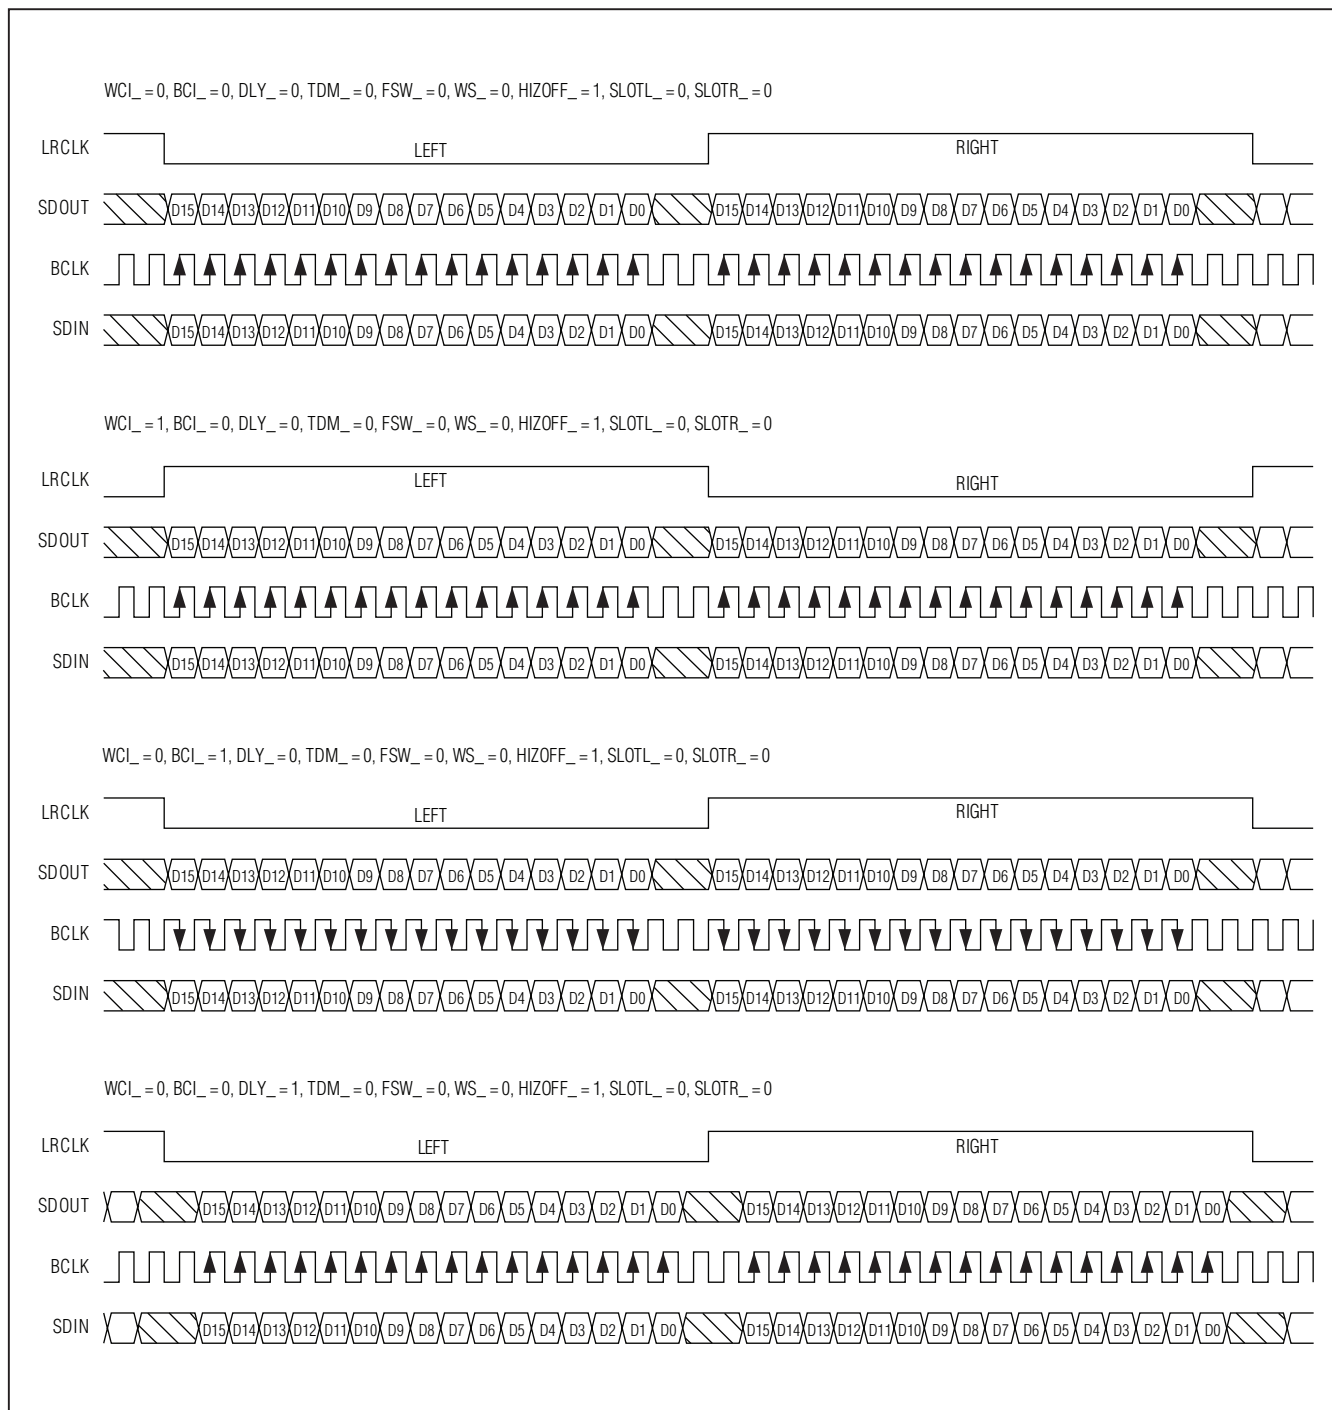 WCI_ = 0, BCI_ = 0, DLY_ = 0, TDM_ = 0, FSW_ = 0, WS_ = 0, HIZOFF_ = 1, SLOTL_ = 0, SLOTR_ = 0
LRCLK LEFT RIGHT
SDOUT D15 D14 D13 D12 D11 D10 D9 D8 D7 D6 D5 D4 D3 D2 D1 D0 D15 D14 D13 D12 D11 D10 D9 D8 D7 D6 D5 D4 D3 D2 D1 D0
BCLK
SDIN D15 D14 D13 D12 D11 D10 D9 D8 D7 D6 D5 D4 D3 D2 D1 D0 D15 D14 D13 D12 D11 D10 D9 D8 D7 D6 D5 D4 D3 D2 D1 D0
WCI_ = 1, BCI_ = 0, DLY_ = 0, TDM_ = 0, FSW_ = 0, WS_ = 0, HIZOFF_ = 1, SLOTL_ = 0, SLOTR_ = 0
LRCLK LEFT RIGHT
SDOUT D15 D14 D13 D12 D11 D10 D9 D8 D7 D6 D5 D4 D3 D2 D1 D0 D15 D14 D13 D12 D11 D10 D9 D8 D7 D6 D5 D4 D3 D2 D1 D0
BCLK
SDIN D15 D14 D13 D12 D11 D10 D9 D8 D7 D6 D5 D4 D3 D2 D1 D0 D15 D14 D13 D12 D11 D10 D9 D8 D7 D6 D5 D4 D3 D2 D1 D0
WCI_ = 0, BCI_ = 1, DLY_ = 0, TDM_ = 0, FSW_ = 0, WS_ = 0, HIZOFF_ = 1, SLOTL_ = 0, SLOTR_ = 0
LRCLK LEFT RIGHT
SDOUT D15 D14 D13 D12 D11 D10 D9 D8 D7 D6 D5 D4 D3 D2 D1 D0 D15 D14 D13 D12 D11 D10 D9 D8 D7 D6 D5 D4 D3 D2 D1 D0
BCLK
SDIN D15 D14 D13 D12 D11 D10 D9 D8 D7 D6 D5 D4 D3 D2 D1 D0 D15 D14 D13 D12 D11 D10 D9 D8 D7 D6 D5 D4 D3 D2 D1 D0
WCI_ = 0, BCI_ = 0, DLY_ = 1, TDM_ = 0, FSW_ = 0, WS_ = 0, HIZOFF_ = 1, SLOTL_ = 0, SLOTR_ = 0
LRCLK LEFT RIGHT
SDOUT D15 D14 D13 D12 D11 D10 D9 D8 D7 D6 D5 D4 D3 D2 D1 D0 D15 D14 D13 D12 D11 D10 D9 D8 D7 D6 D5 D4 D3 D2 D1 D0
BCLK
SDIN D15 D14 D13 D12 D11 D10 D9 D8 D7 D6 D5 D4 D3 D2 D1 D0 D15 D14 D13 D12 D11 D10 D9 D8 D7 D6 D5 D4 D3 D2 D1 D0